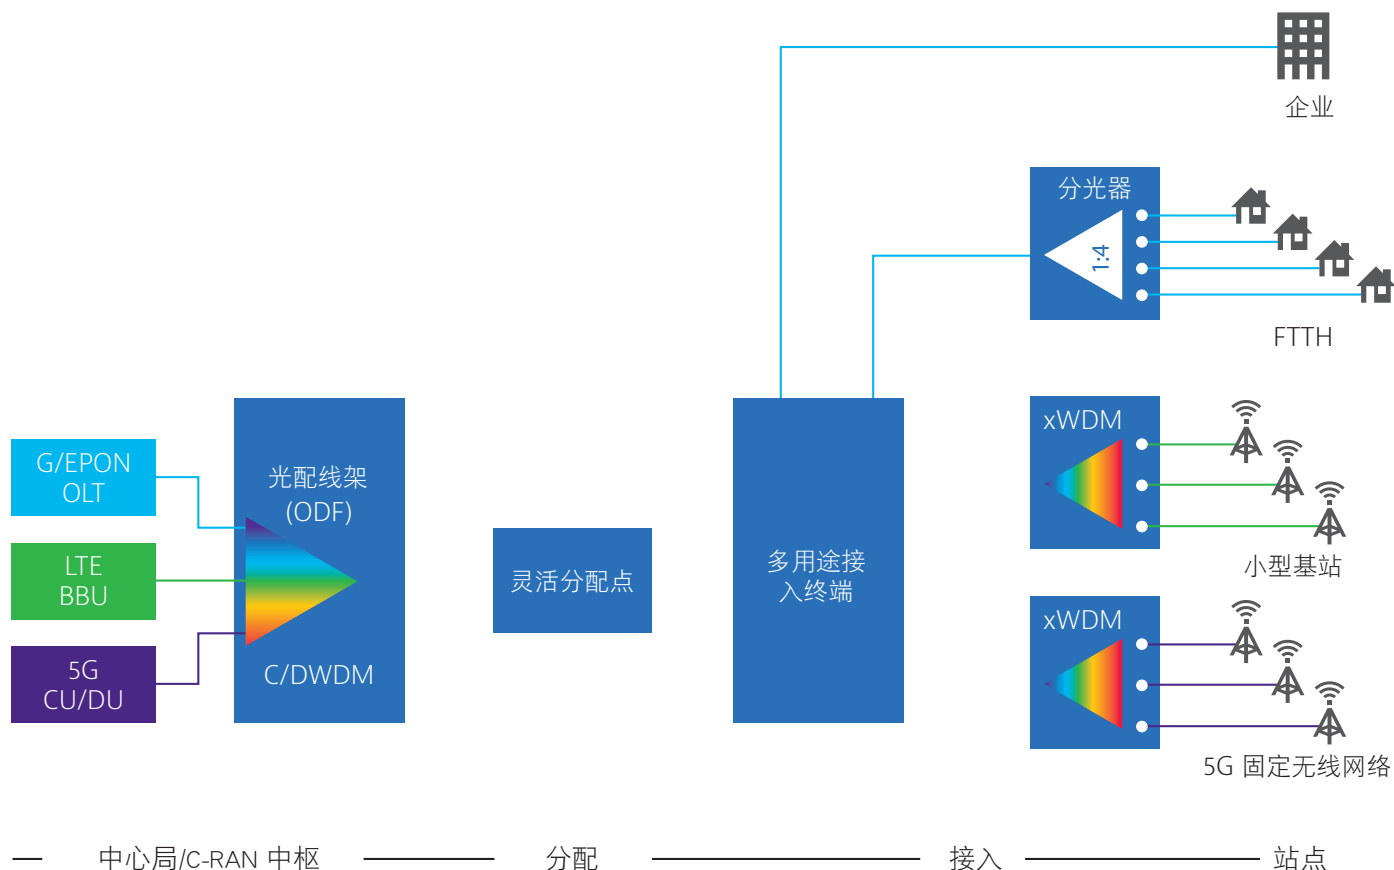 企业
分光器
1:4
FTTH
G/EPON
OLT
LTE
BBU
5G
CU/DU
光配线架
(ODF)
C/DWDM
灵活分配点
多用途接
入终端
xWDM
小型基站
xWDM
5G 固定无线网络
中心局/C-RAN 中枢
分配
接入
站点